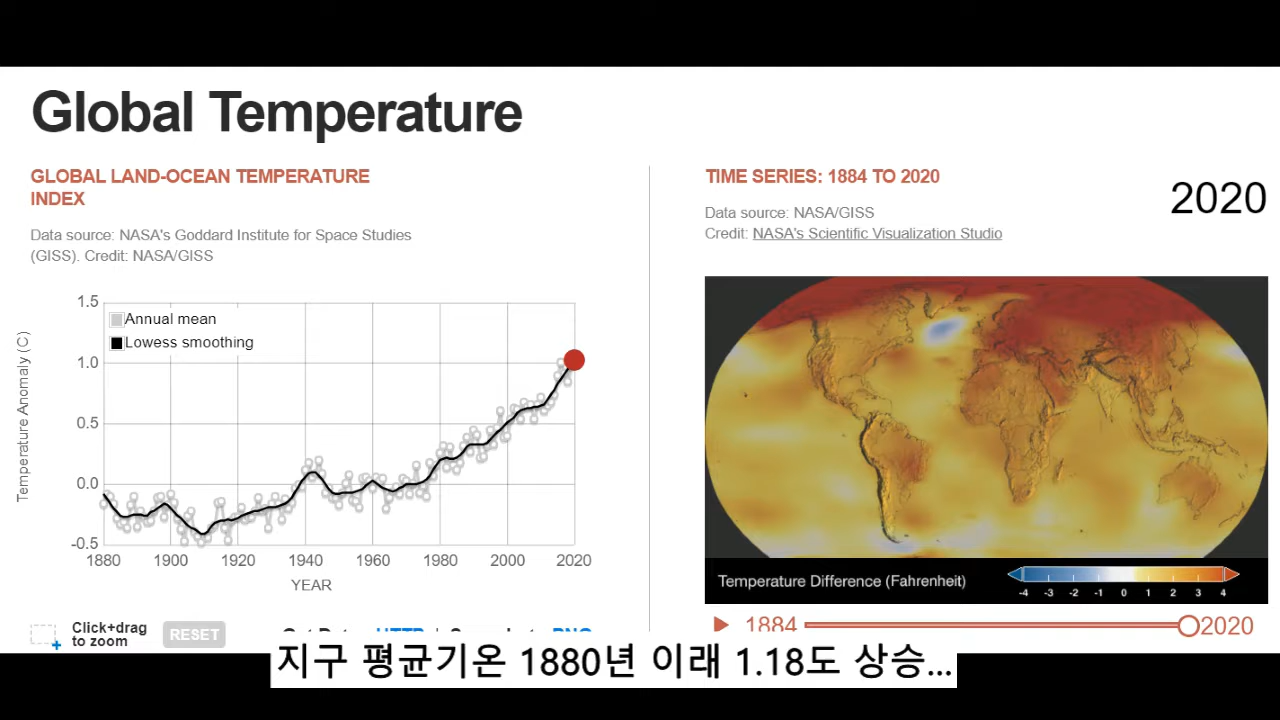 Global Temperature
GLOBAL LAND-OCEAN TEMPERATURE
INDEX
Data source: NASA's Goddard Institute for Space Studies
(GISS). Credit: NASA/GISS
Temperature Anomaly (C)
1.5
1.0
0.5
0.0
-0.5
Annual mean
Lowess smoothing
1880 1900 1920 1940 1960 1980 2000 2020
YEAR
Click+drag
to zoom
RESET
TIME SERIES: 1884 TO 2020
2020
Data source: NASA/GISS
Credit: NASA's Scientific Visualization Studio
Temperature Difference (Fahrenheit)
-4 -3 -2 -1 0 1 2 3 4
1884 2020
지구 평균기온 1880년 이래 1.18도 상승...